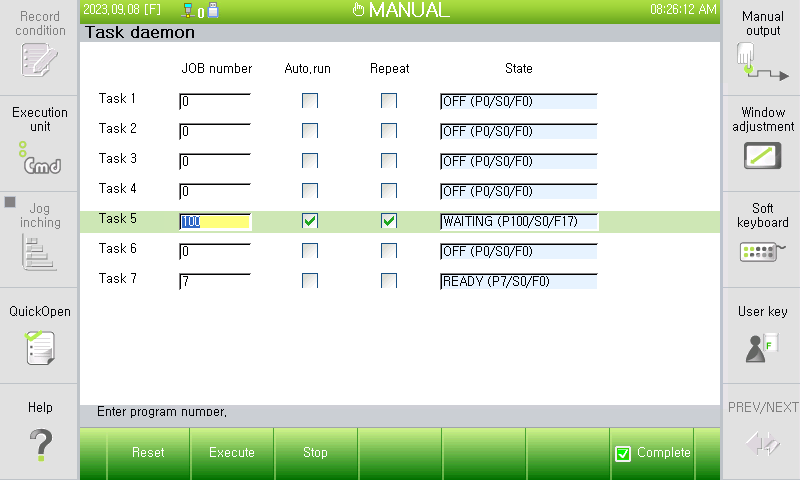 Record
condition
2023,09,08 [F]
0
MANUAL
08:26:12 AM
Manual
output
Task daemon
JOB number Auto,run Repeat State
Task 1 0 OFF (P0/S0/F0)
Execution
unit
Cmd
Window
adjustment
Task 2 0 OFF (P0/S0/F0)
Task 3 0 OFF (P0/S0/F0)
Task 4 0 OFF (P0/S0/F0)
Jog
inching
Soft
keyboard
Task 5 100 WAITING (P100/S0/F17)
Task 6 0 OFF (P0/S0/F0)
Task 7 7 READY (P7/S0/F0)
QuickOpen
User key
F
Help
?
PREV/NEXT
Enter program number,
Reset Execute Stop Complete